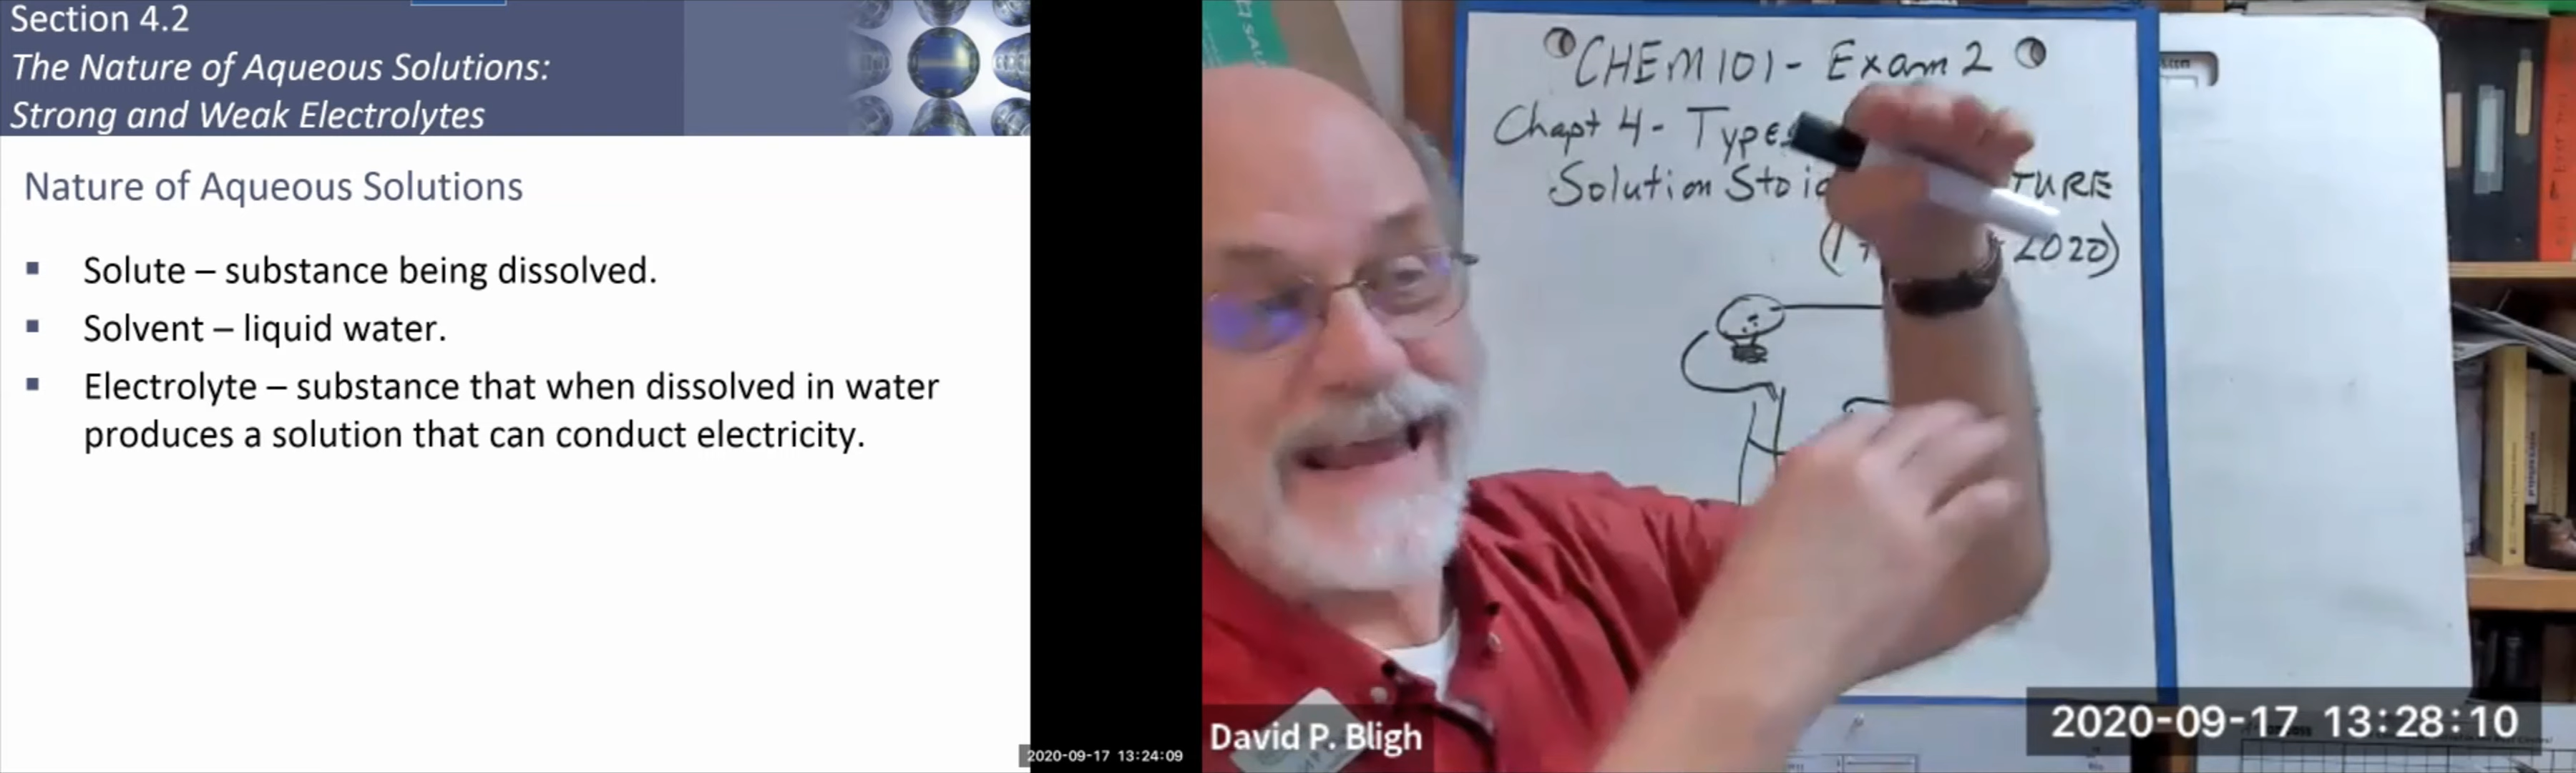 Section 4.2
The Nature of Aqueous Solutions:
Strong and Weak Electrolytes
Nature of Aqueous Solutions
▪ Solute – substance being dissolved.
▪ Solvent – liquid water.
▪ Electrolyte – substance that when dissolved in water
produces a solution that can conduct electricity.
2020-09-17 13:24:09
CHEM 101 - Exam 2
Chapt 4 - Types
Solution Stoic TURE
2020)
David P. Bligh
2020-09-17 13:28:10